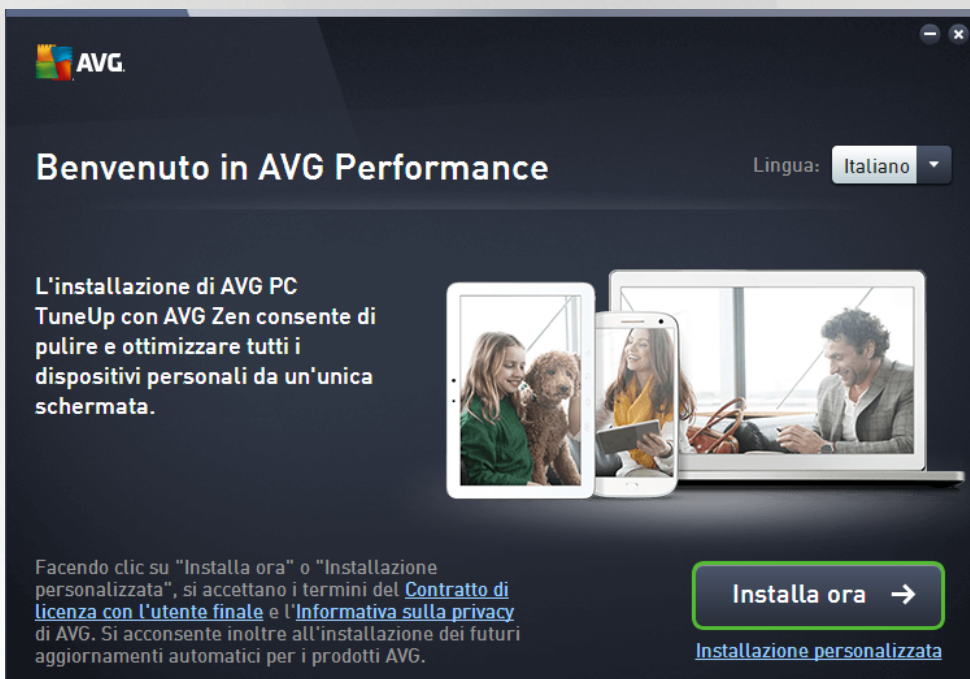 AVG.
Benvenuto in AVG Performance
Lingua: Italiano
L'installazione di AVG PC
TuneUp con AVG Zen consente di
pulire e ottimizzare tutti i
dispositivi personali da un'unica
schermata.
Facendo clic su "Installa ora" o "Installazione
personalizzata", si accettano i termini del Contratto di
licenza con l'utente finale e l'Informativa sulla privacy
di AVG. Si acconsente inoltre all'installazione dei futuri
aggiornamenti automatici per i prodotti AVG.
Installa ora →
Installazione personalizzata